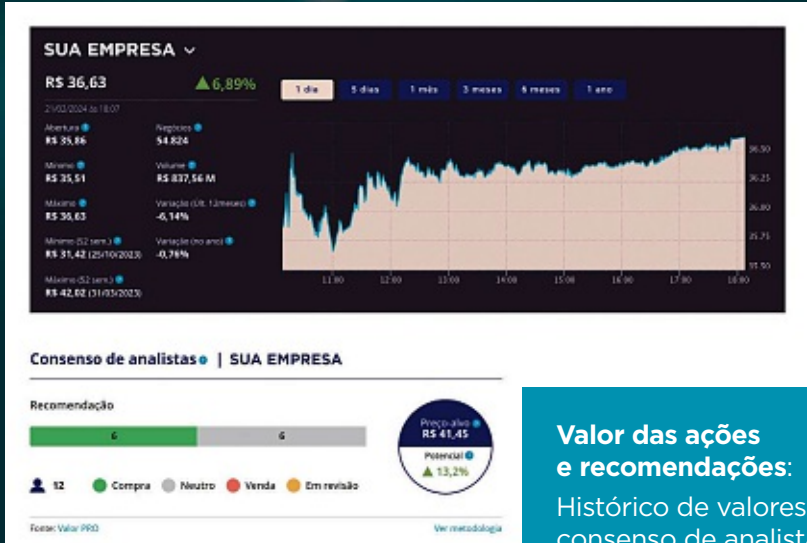 SUA EMPRESA
R$ 36,63 6,89%
21/02/2024 às 18:07
1 dia 5 dias 1 mês 3 meses 6 meses 1 ano
Abertura Negócios
R$ 35,86 54.824
Mínimo Volume
R$ 35,51 R$ 837,56 M
Máximo Variação (Últ. 12meses)
R$ 36,63 -6,14%
Mínimo (52 sem.) Variação (no ano)
R$ 31,42 (25/10/2023) -0,76%
Máximo (52 sem.)
R$ 42,02 (31/03/2023)
36.50
36.25
36.00
35.75
35.50
11:00 12:00 13:00 14:00 15:00 16:00 17:00 18:00
Consenso de analistas | SUA EMPRESA
Recomendação
6 6
12 Compra Neutro Venda Em revisão
Preço-alvo
R$ 41,45
Potencial
13,2%
Fonte: Valor PRO Ver metodologia
Valor das ações
e recomendações:
Histórico de valores
consenso de analist